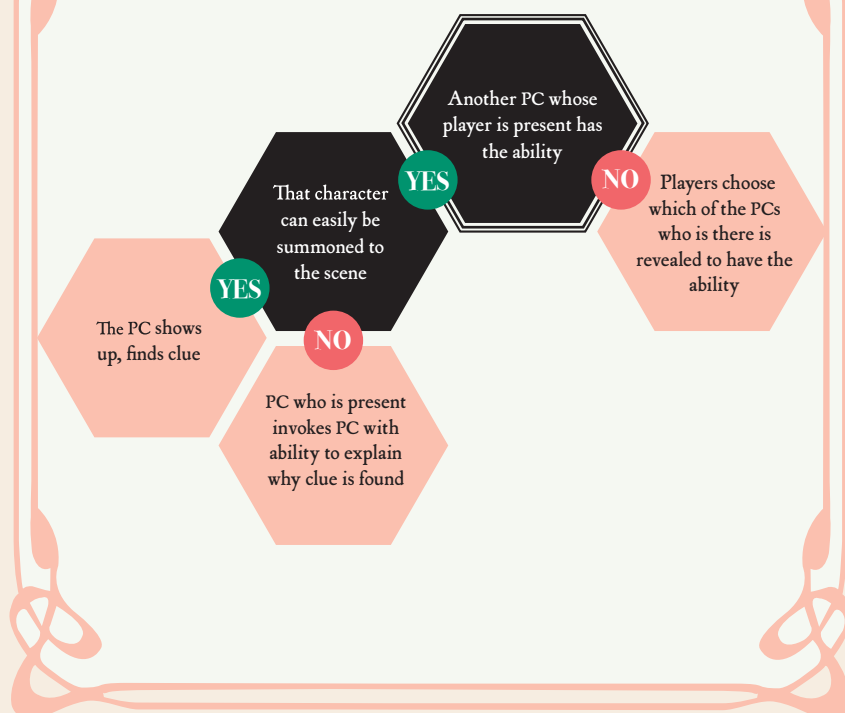 Another PC whose
player is present has
the ability
YES
NO
Players choose
which of the PCs
who is there is
revealed to have the
ability
That character
can easily be
summoned to
the scene
YES
NO
The PC shows
up, finds clue
PC who is present
invokes PC with
ability to explain
why clue is found